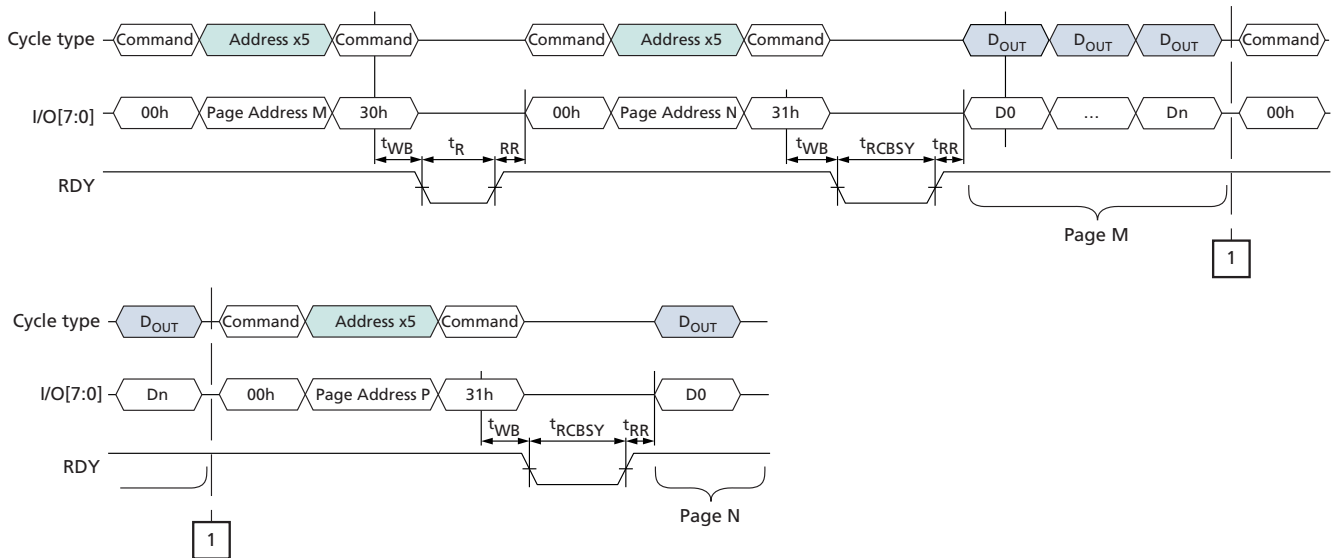 Cycle type Command Address x5 Command Command Address x5 Command DOUT DOUT DOUT Command
I/O[7:0] 00h Page Address M 30h 00h Page Address N 31h D0 … Dn 00h
tWB tR RR tWB tRCBSY tRR
RDY
Page M
1
Cycle type DOUT Command Address x5 Command DOUT
I/O[7:0] Dn 00h Page Address P 31h D0
tWB tRCBSY tRR
RDY
Page N
1